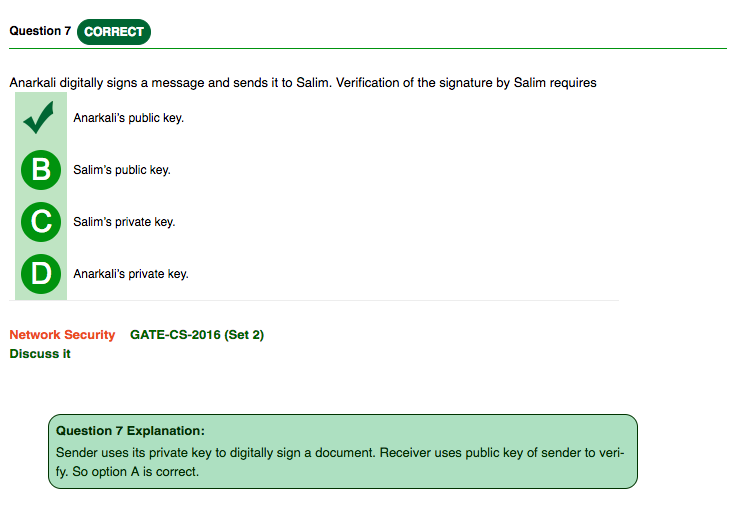 Question 7 CORRECT
Anarkali digitally signs a message and sends it to Salim. Verification of the signature by Salim requires
Anarkali's public key.
B Salim's public key.
C Salim's private key.
D Anarkali's private key.
Network Security GATE-CS-2016 (Set 2)
Discuss it
Question 7 Explanation:
Sender uses its private key to digitally sign a document. Receiver uses public key of sender to veri-
fy. So option A is correct.